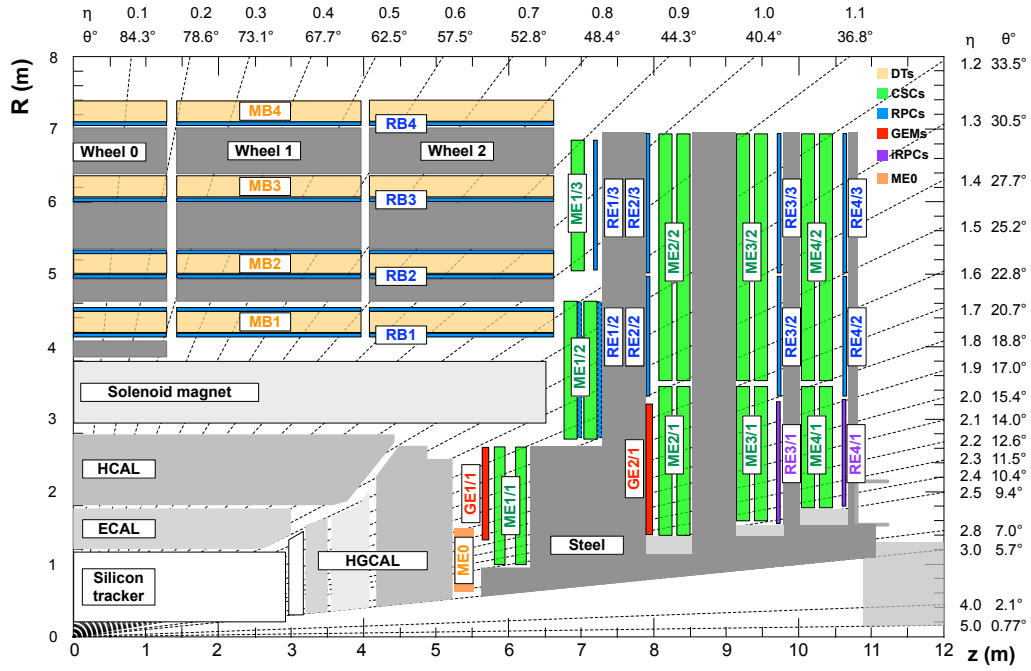 η 0.1 0.2 0.3 0.4 0.5 0.6 0.7 0.8 0.9 1.0 1.1
θ° 84.3° 78.6° 73.1° 67.7° 62.5° 57.5° 52.8° 48.4° 44.3° 40.4° 36.8° η θ°
R (m)
8
7
6
5
4
3
2
1
0
1.2 33.5°
1.3 30.5°
1.4 27.7°
1.5 25.2°
1.6 22.8°
1.7 20.7°
1.8 18.8°
1.9 17.0°
2.0 15.4°
2.1 14.0°
2.2 12.6°
2.3 11.5°
2.4 10.4°
2.5 9.4°
2.8 7.0°
3.0 5.7°
4.0 2.1°
5.0 0.77°
DTs
CSCs
RPCs
GEMs
iRPCs
ME0
MB4
RB4
Wheel 0
Wheel 1
Wheel 2
MB3
RB3
MB2
RB2
MB1
RB1
Solenoid magnet
HCAL
ECAL
Silicon
tracker
HGCAL
Steel
ME0
GE1/1
ME1/1
ME1/2
ME1/3
RE1/3
RE2/3
RE1/2
RE2/2
GE2/1
ME2/2
ME2/1
ME3/2
ME3/1
RE3/3
RE3/2
RE3/1
ME4/2
ME4/1
RE4/3
RE4/2
RE4/1
0 1 2 3 4 5 6 7 8 9 10 11 12
z (m)